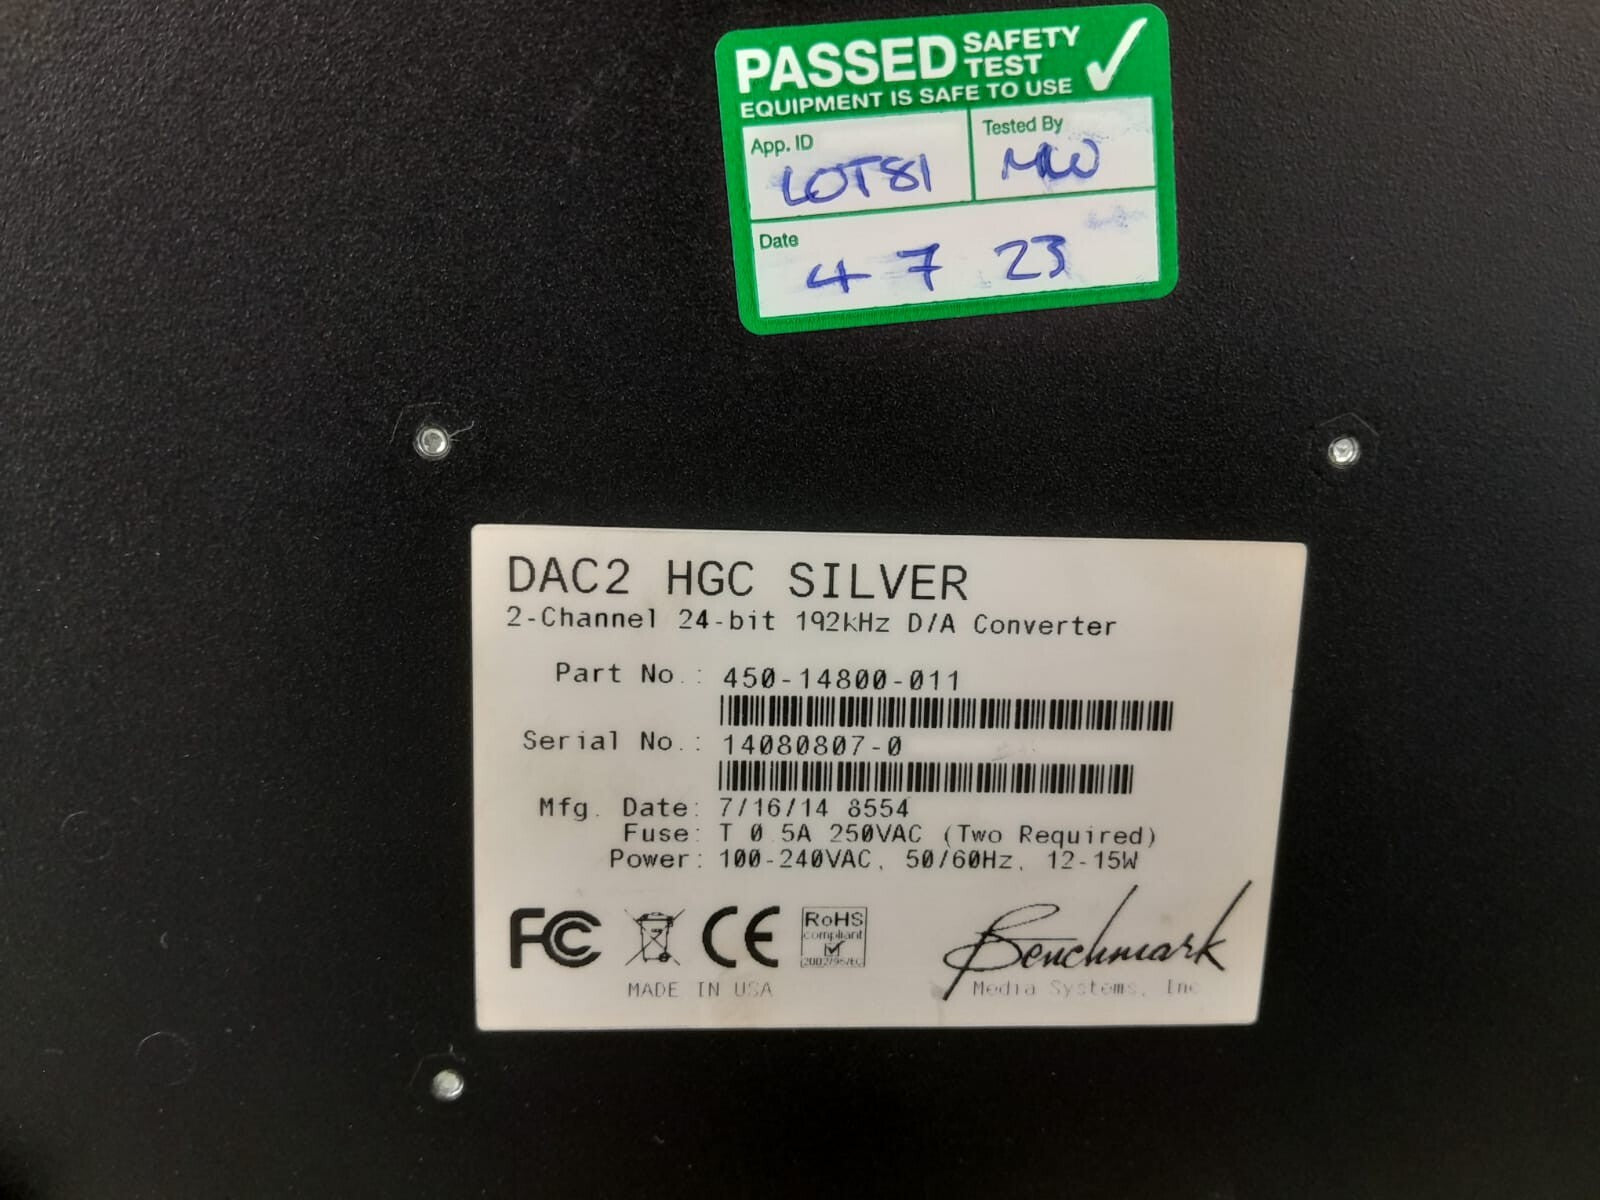 PASSED SAFETY TEST
EQUIPMENT IS SAFE TO USE
App. ID
LOT81
Tested By
MW
Date
4 7 23
DAC2 HGC SILVER
2-Channel 24-bit 192kHz D/A Converter
Part No.: 450-14800-011
Serial No.: 14080807-0
Mfg. Date: 7/16/14 8554
Fuse: T 0.5A 250VAC (Two Required)
Power: 100-240VAC, 50/60Hz, 12-15W
FC CE
RoHS
compliant
2002/95/EC
MADE IN USA
Benchmark
Media Systems, Inc